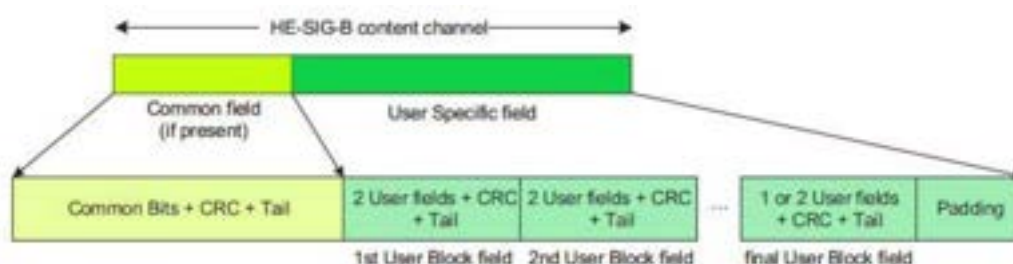 HE-SIG-B content channel
Common field
(if present)
User Specific field
Common Bits + CRC + Tail
2 User fields + CRC
+ Tail
2 User fields + CRC
+ Tail
...
1 or 2 User fields
+ CRC + Tail
Padding
1st User Block field
2nd User Block field
final User Block field